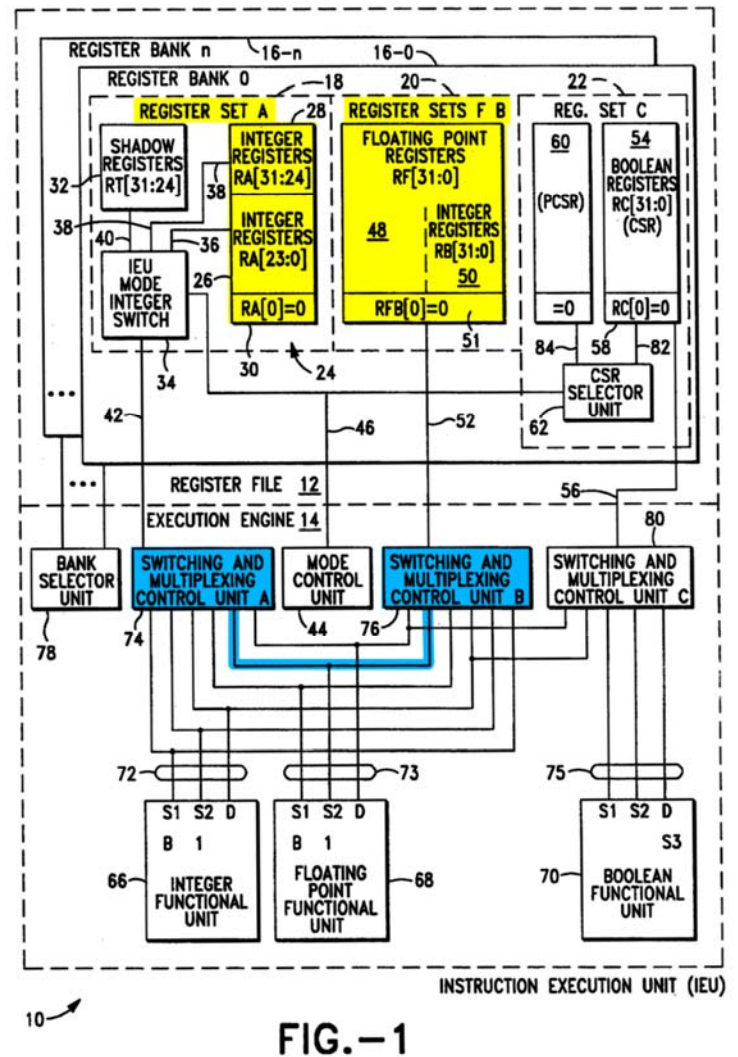 REGISTER BANK n
16-n
16-0
REGISTER BANK 0
18
20
22
REGISTER SET A
28
REGISTER SETS F B
REG. SET C
SHADOW
REGISTERS
RT[31:24]
32
INTEGER
REGISTERS
RA[31:24]
38
FLOATING POINT
REGISTERS
RF[31:0]
60
(PCSR)
54
BOOLEAN
REGISTERS
RC[31:0]
(CSR)
38
40
36
INTEGER
REGISTERS
RA[23:0]
26
48
INTEGER
REGISTERS
RB[31:0]
50
IEU
MODE
INTEGER
SWITCH
34
RA[0]=0
30
24
RFB[0]=0
51
=0
RC[0]=0
84
58
82
CSR
SELECTOR
UNIT
62
42
46
52
REGISTER FILE 12
56
EXECUTION ENGINE 14
80
BANK
SELECTOR
UNIT
78
SWITCHING AND
MULTIPLEXING
CONTROL UNIT A
74
MODE
CONTROL
UNIT
44
SWITCHING AND
MULTIPLEXING
CONTROL UNIT B
76
SWITCHING AND
MULTIPLEXING
CONTROL UNIT C
72
73
75
S1 S2 D
B 1
INTEGER
FUNCTIONAL
UNIT
66
S1 S2 D
B 1
FLOATING
POINT
FUNCTIONAL
UNIT
68
S1 S2 D
S3
BOOLEAN
FUNCTIONAL
UNIT
70
INSTRUCTION EXECUTION UNIT (IEU)
10
FIG.-1